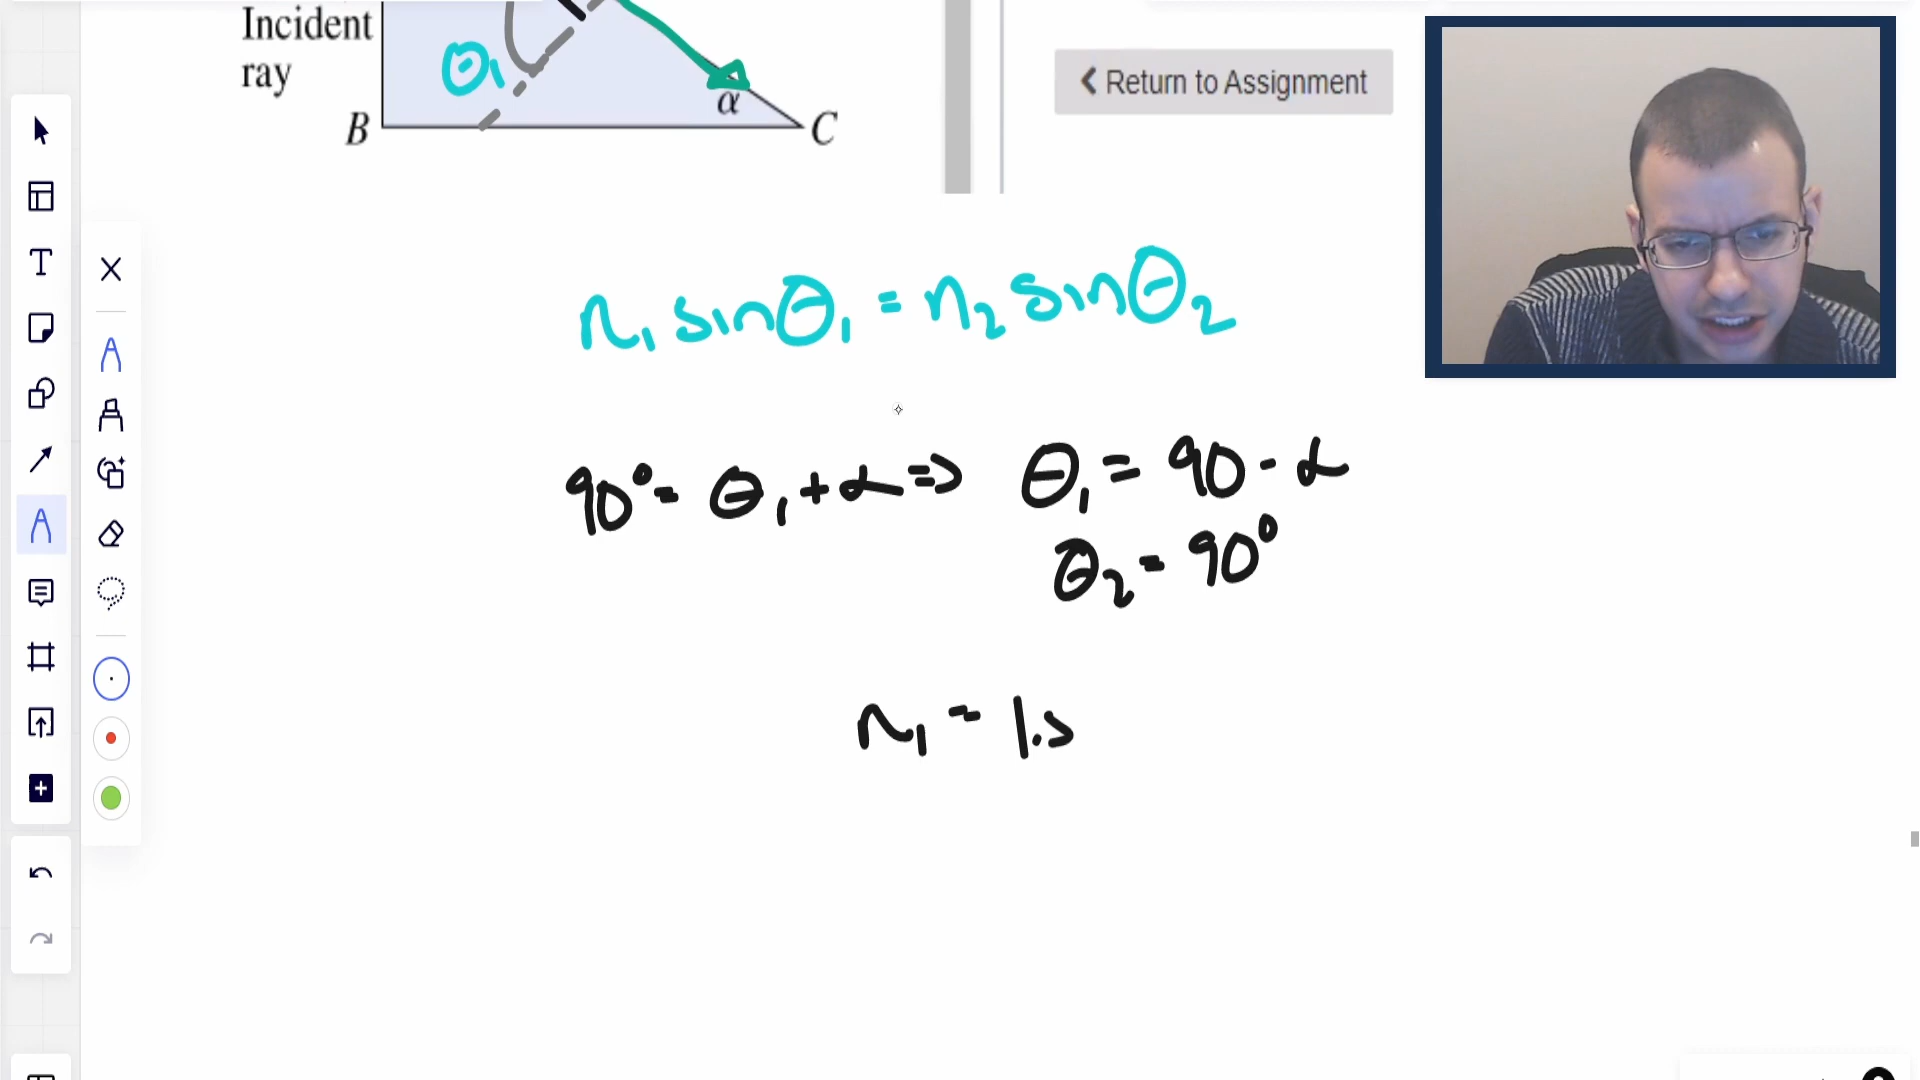 Incident
ray
θ₁
B
α
C
Return to Assignment
n₁ sinθ₁ = n₂ sinθ₂
90° = θ₁ + α => θ₁ = 90 - α
θ₂ = 90°
n₁ = 1.5